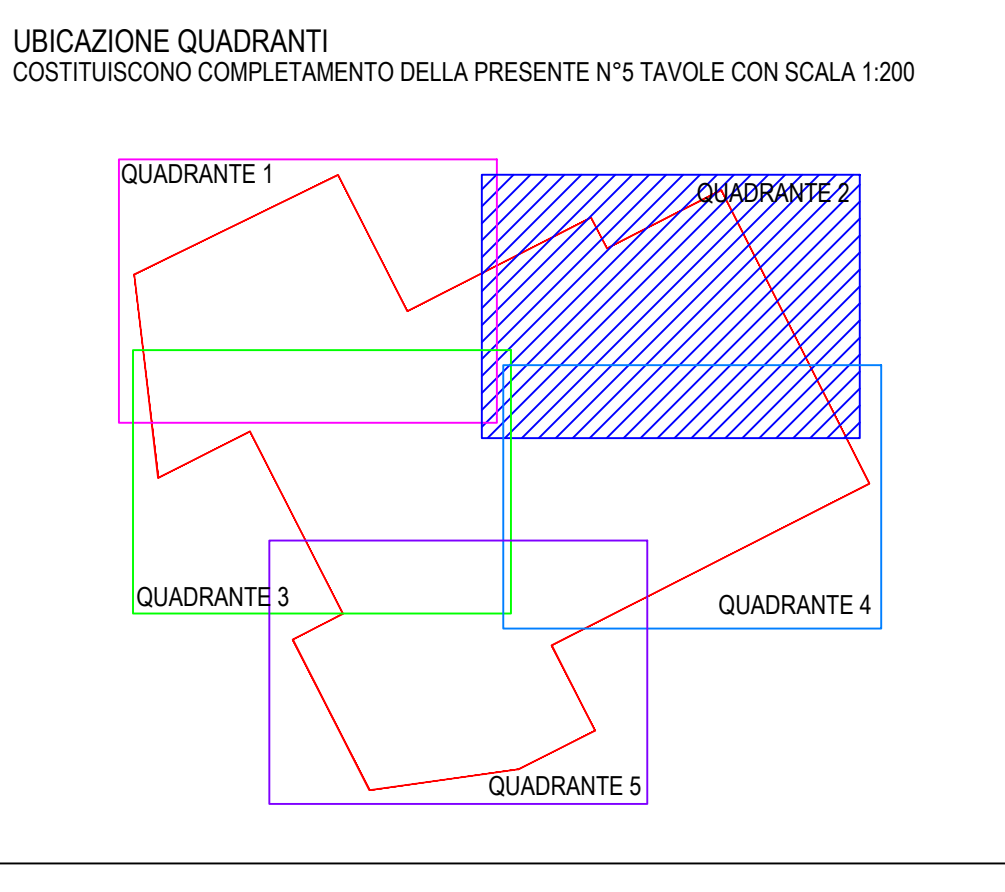 UBICAZIONE QUADRANTI
COSTITUISCONO COMPLETAMENTO DELLA PRESENTE N°5 TAVOLE CON SCALA 1:200
QUADRANTE 1
QUADRANTE 2
QUADRANTE 3
QUADRANTE 4
QUADRANTE 5